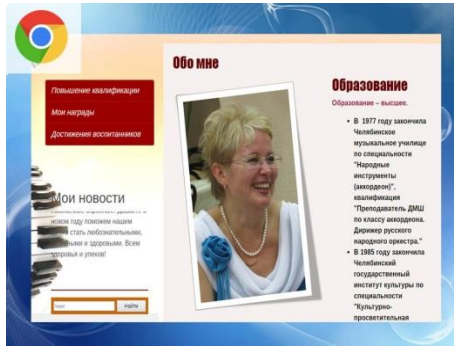 Обо мне
Повышение квалификации
Мои награды
Достижения воспитанников
Мои новости
новом году поможем нашим
стать любознательными,
и здоровыми. Всем
здоровья и успехов!
Найти
Образование
Образование – высшее.
• В 1977 году закончила
Челябинское
музыкальное училище
по специальности
"Народные
инструменты
(аккордеон)",
квалификация
"Преподаватель ДМШ
по классу аккордеона.
Дирижер русского
народного оркестра."
• В 1985 году закончила
Челябинский
государственный
институт культуры по
специальности
"Культурно-
просветительная